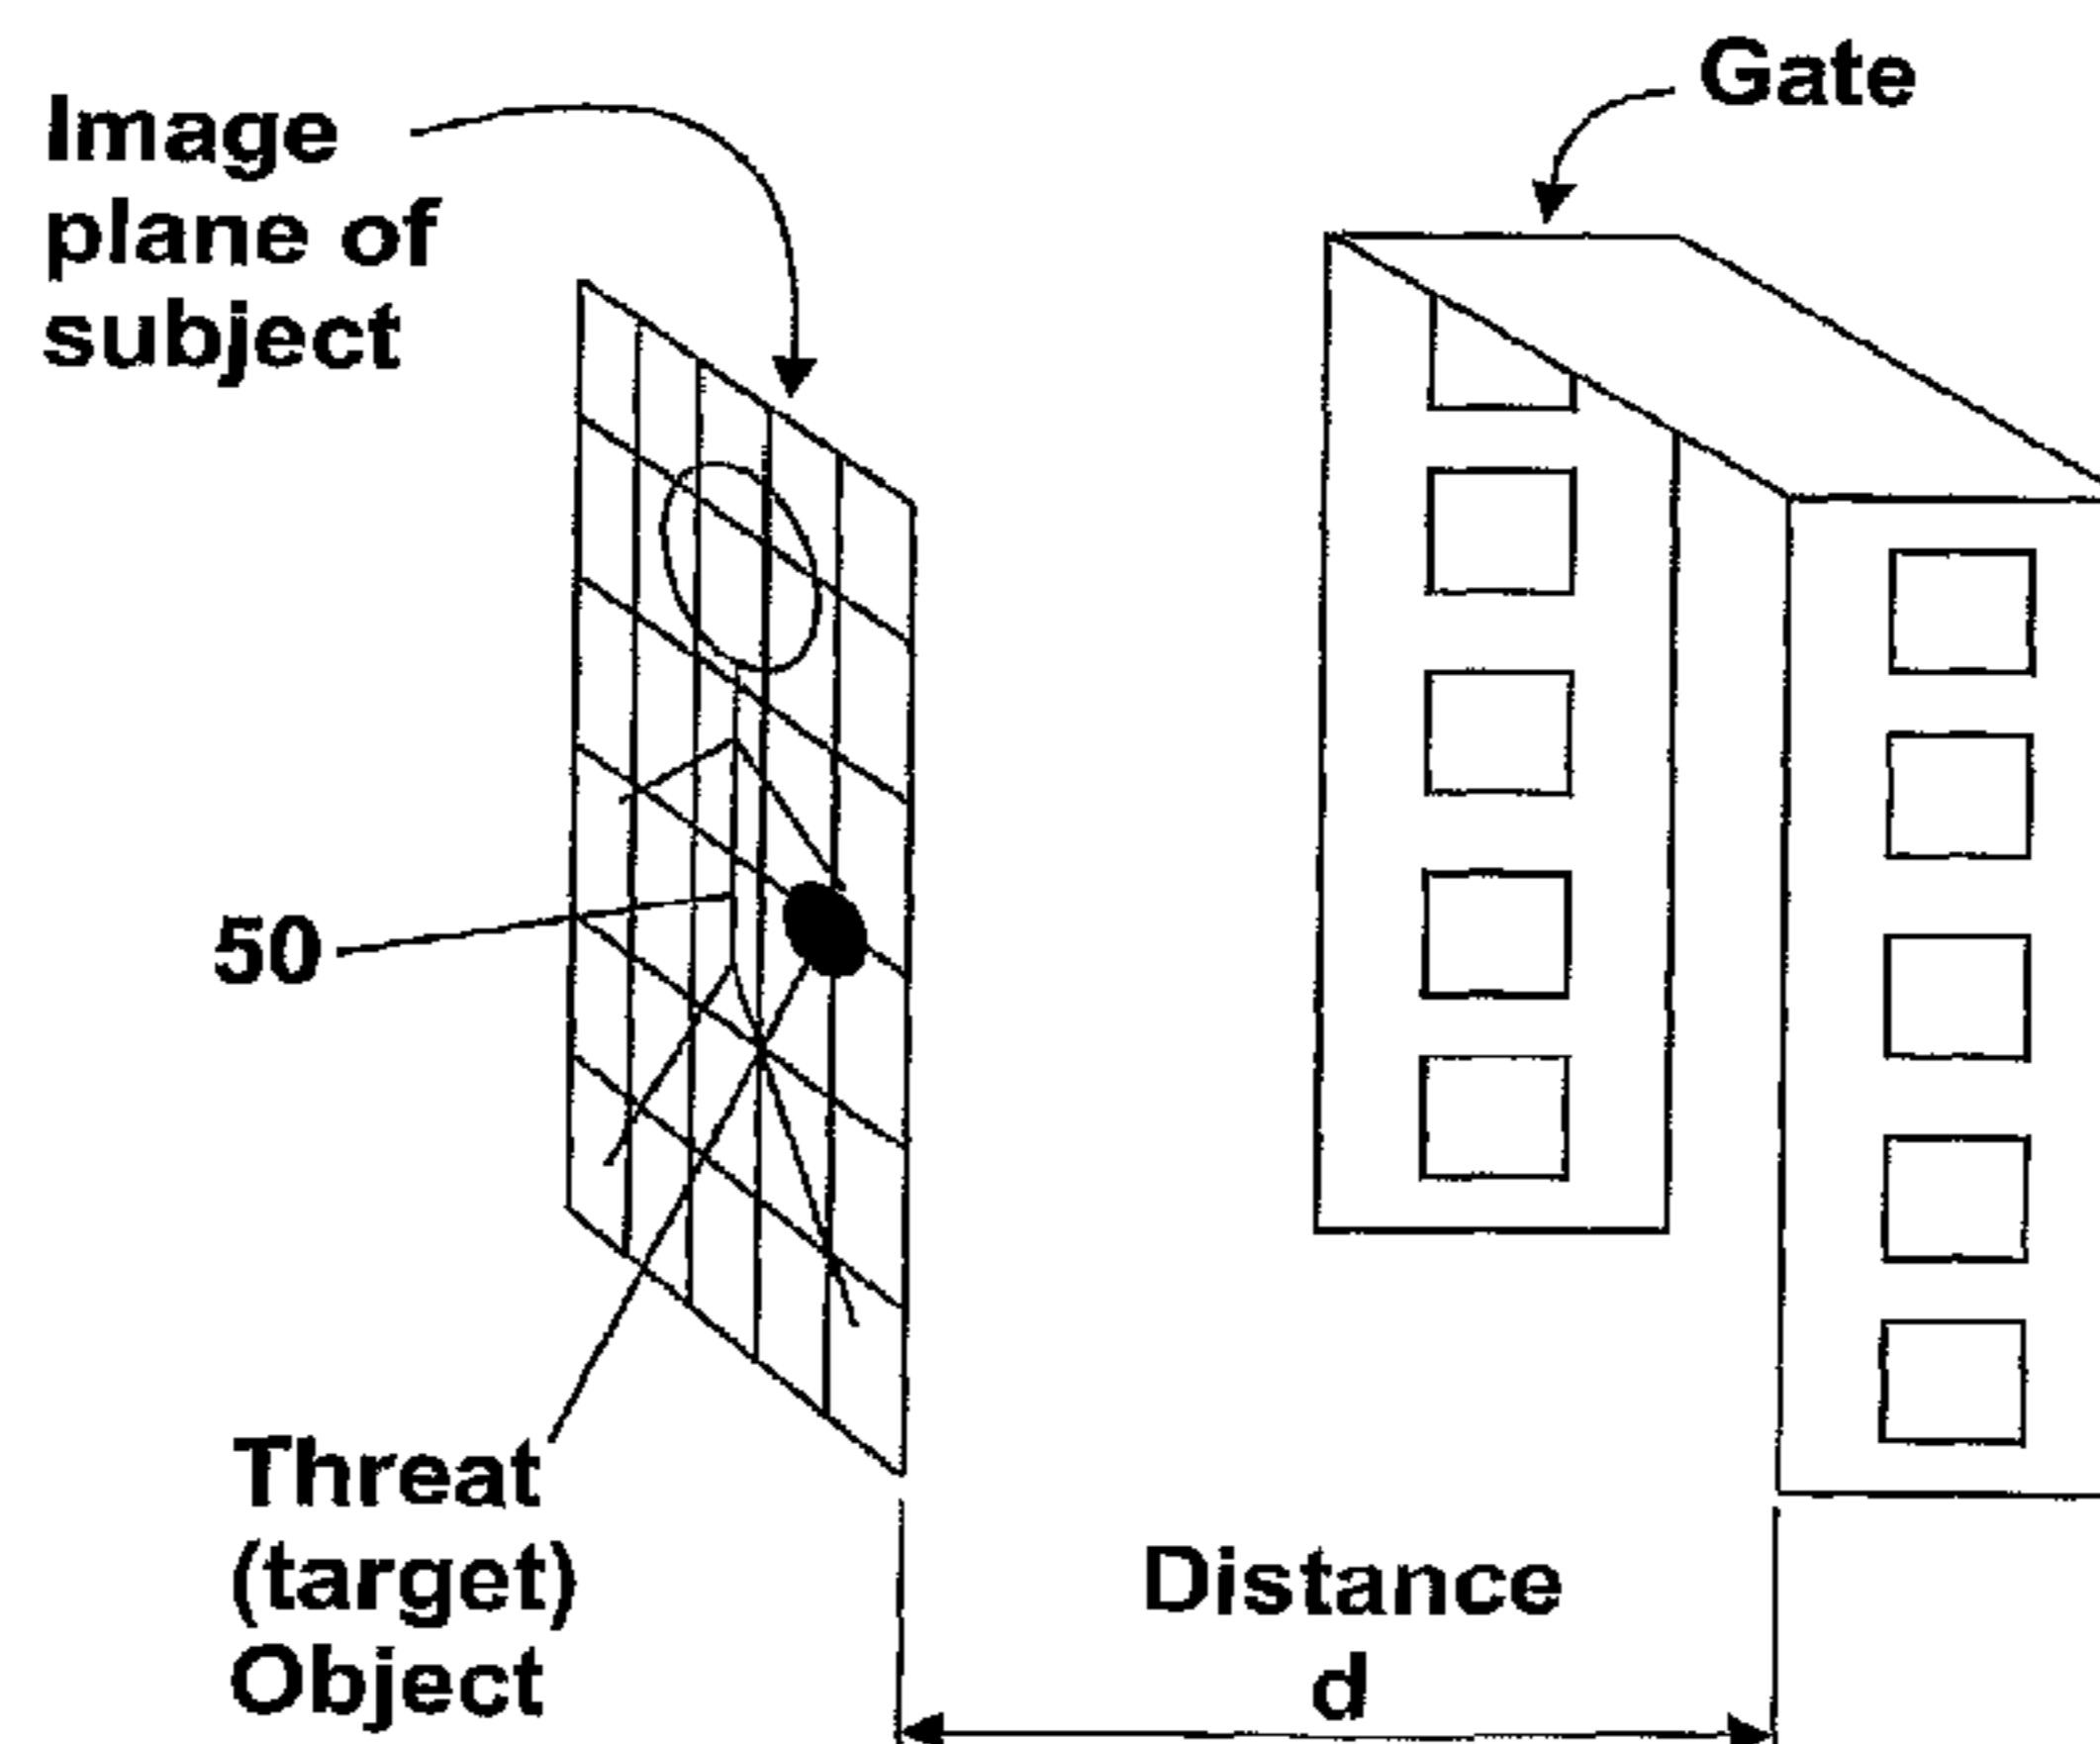 Gate
Image
plane of
subject
50
Threat
(target)
Object
Distance
d